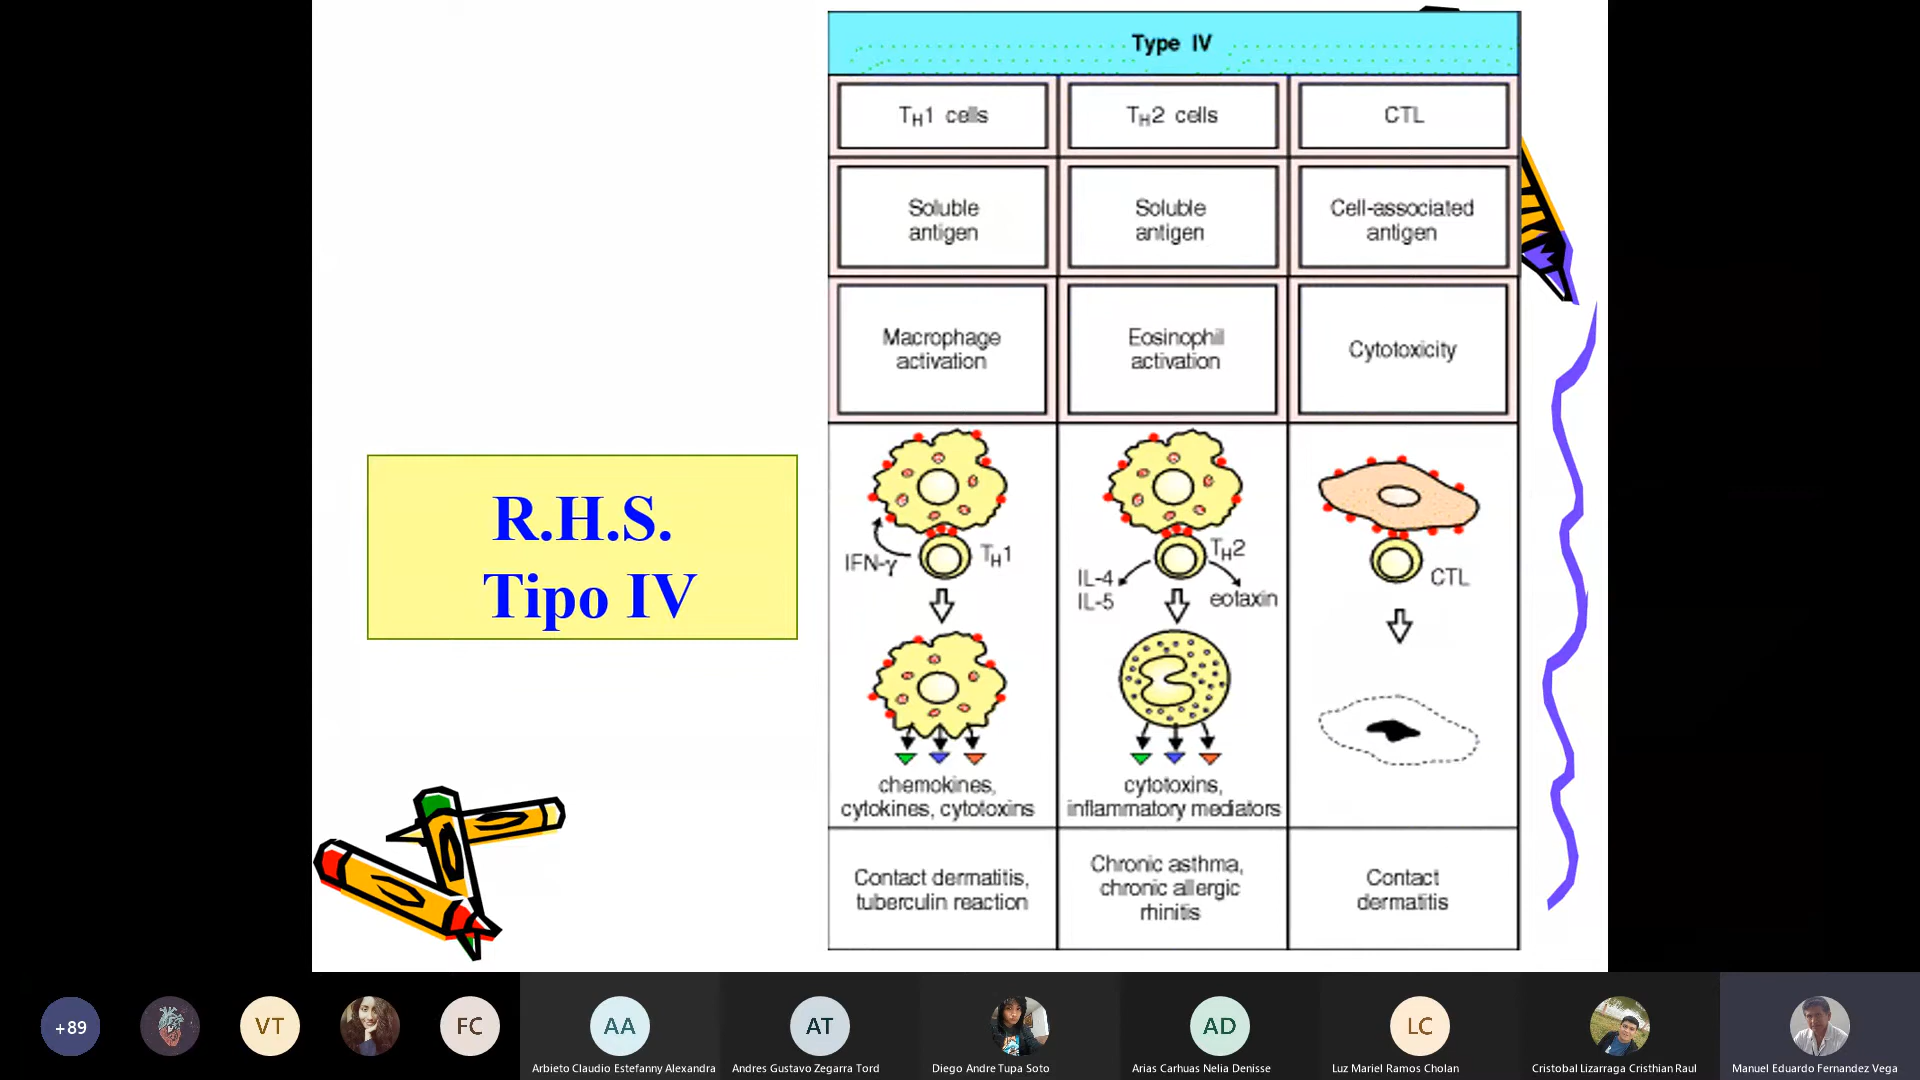 Type IV
TH1 cells
TH2 cells
CTL
Soluble
antigen
Soluble
antigen
Cell-associated
antigen
Macrophage
activation
Eosinophil
activation
Cytotoxicity
R.H.S.
Tipo IV
IFN-γ
TH1
IL-4
IL-5
TH2
eotaxin
CTL
chemokines,
cytokines, cytotoxins
cytotoxins,
inflammatory mediators
Contact dermatitis,
tuberculin reaction
Chronic asthma,
chronic allergic
rhinitis
Contact
dermatitis
+89
VT
FC
AA
AT
AD
LC
Arbieto Claudio Estefanny Alexandra
Andres Gustavo Zegarra Tord
Diego Andre Tupa Soto
Arias Carhuas Nelia Denisse
Luz Mariel Ramos Cholan
Cristobal Lizarraga Cristhian Raul
Manuel Eduardo Fernandez Vega